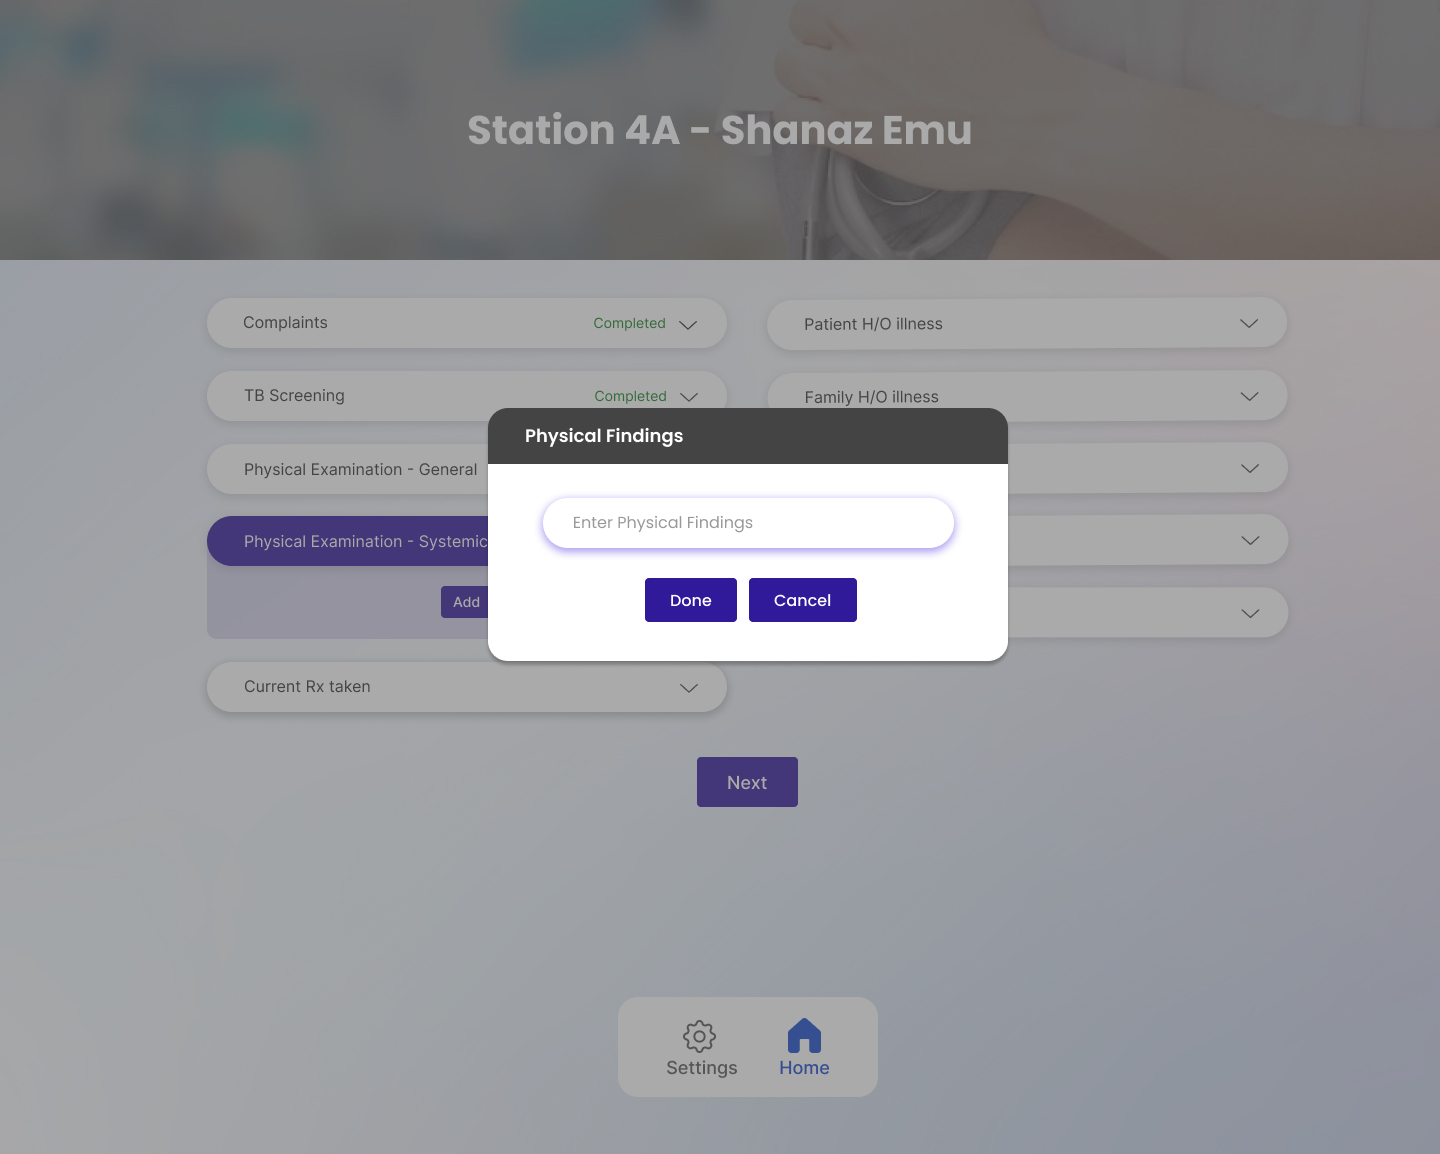 Station 4A - Shanaz Emu
Complaints
Completed
Patient H/O illness
TB Screening
Completed
Family H/O illness
Physical Findings
Physical Examination - General
Enter Physical Findings
Physical Examination - Systemic
Add
Done
Cancel
Current Rx taken
Next
Settings
Home